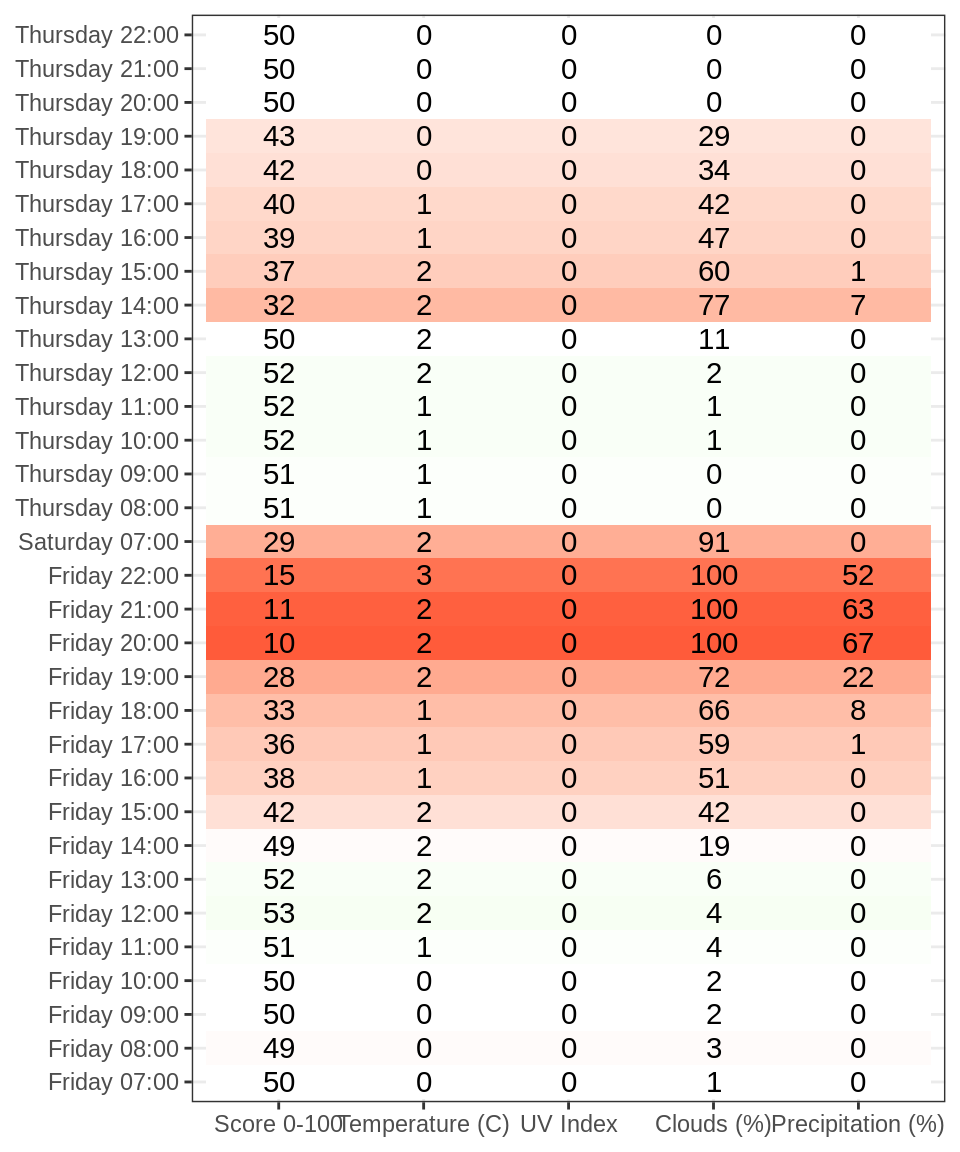 Thursday 22:00 50 0 0 0 0
Thursday 21:00 50 0 0 0 0
Thursday 20:00 50 0 0 0 0
Thursday 19:00 43 0 0 29 0
Thursday 18:00 42 0 0 34 0
Thursday 17:00 40 1 0 42 0
Thursday 16:00 39 1 0 47 0
Thursday 15:00 37 2 0 60 1
Thursday 14:00 32 2 0 77 7
Thursday 13:00 50 2 0 11 0
Thursday 12:00 52 2 0 2 0
Thursday 11:00 52 1 0 1 0
Thursday 10:00 52 1 0 1 0
Thursday 09:00 51 1 0 0 0
Thursday 08:00 51 1 0 0 0
Saturday 07:00 29 2 0 91 0
Friday 22:00 15 3 0 100 52
Friday 21:00 11 2 0 100 63
Friday 20:00 10 2 0 100 67
Friday 19:00 28 2 0 72 22
Friday 18:00 33 1 0 66 8
Friday 17:00 36 1 0 59 1
Friday 16:00 38 1 0 51 0
Friday 15:00 42 2 0 42 0
Friday 14:00 49 2 0 19 0
Friday 13:00 52 2 0 6 0
Friday 12:00 53 2 0 4 0
Friday 11:00 51 1 0 4 0
Friday 10:00 50 0 0 2 0
Friday 09:00 50 0 0 2 0
Friday 08:00 49 0 0 3 0
Friday 07:00 50 0 0 1 0
Score 0-100 Temperature (C) UV Index Clouds (%) Precipitation (%)